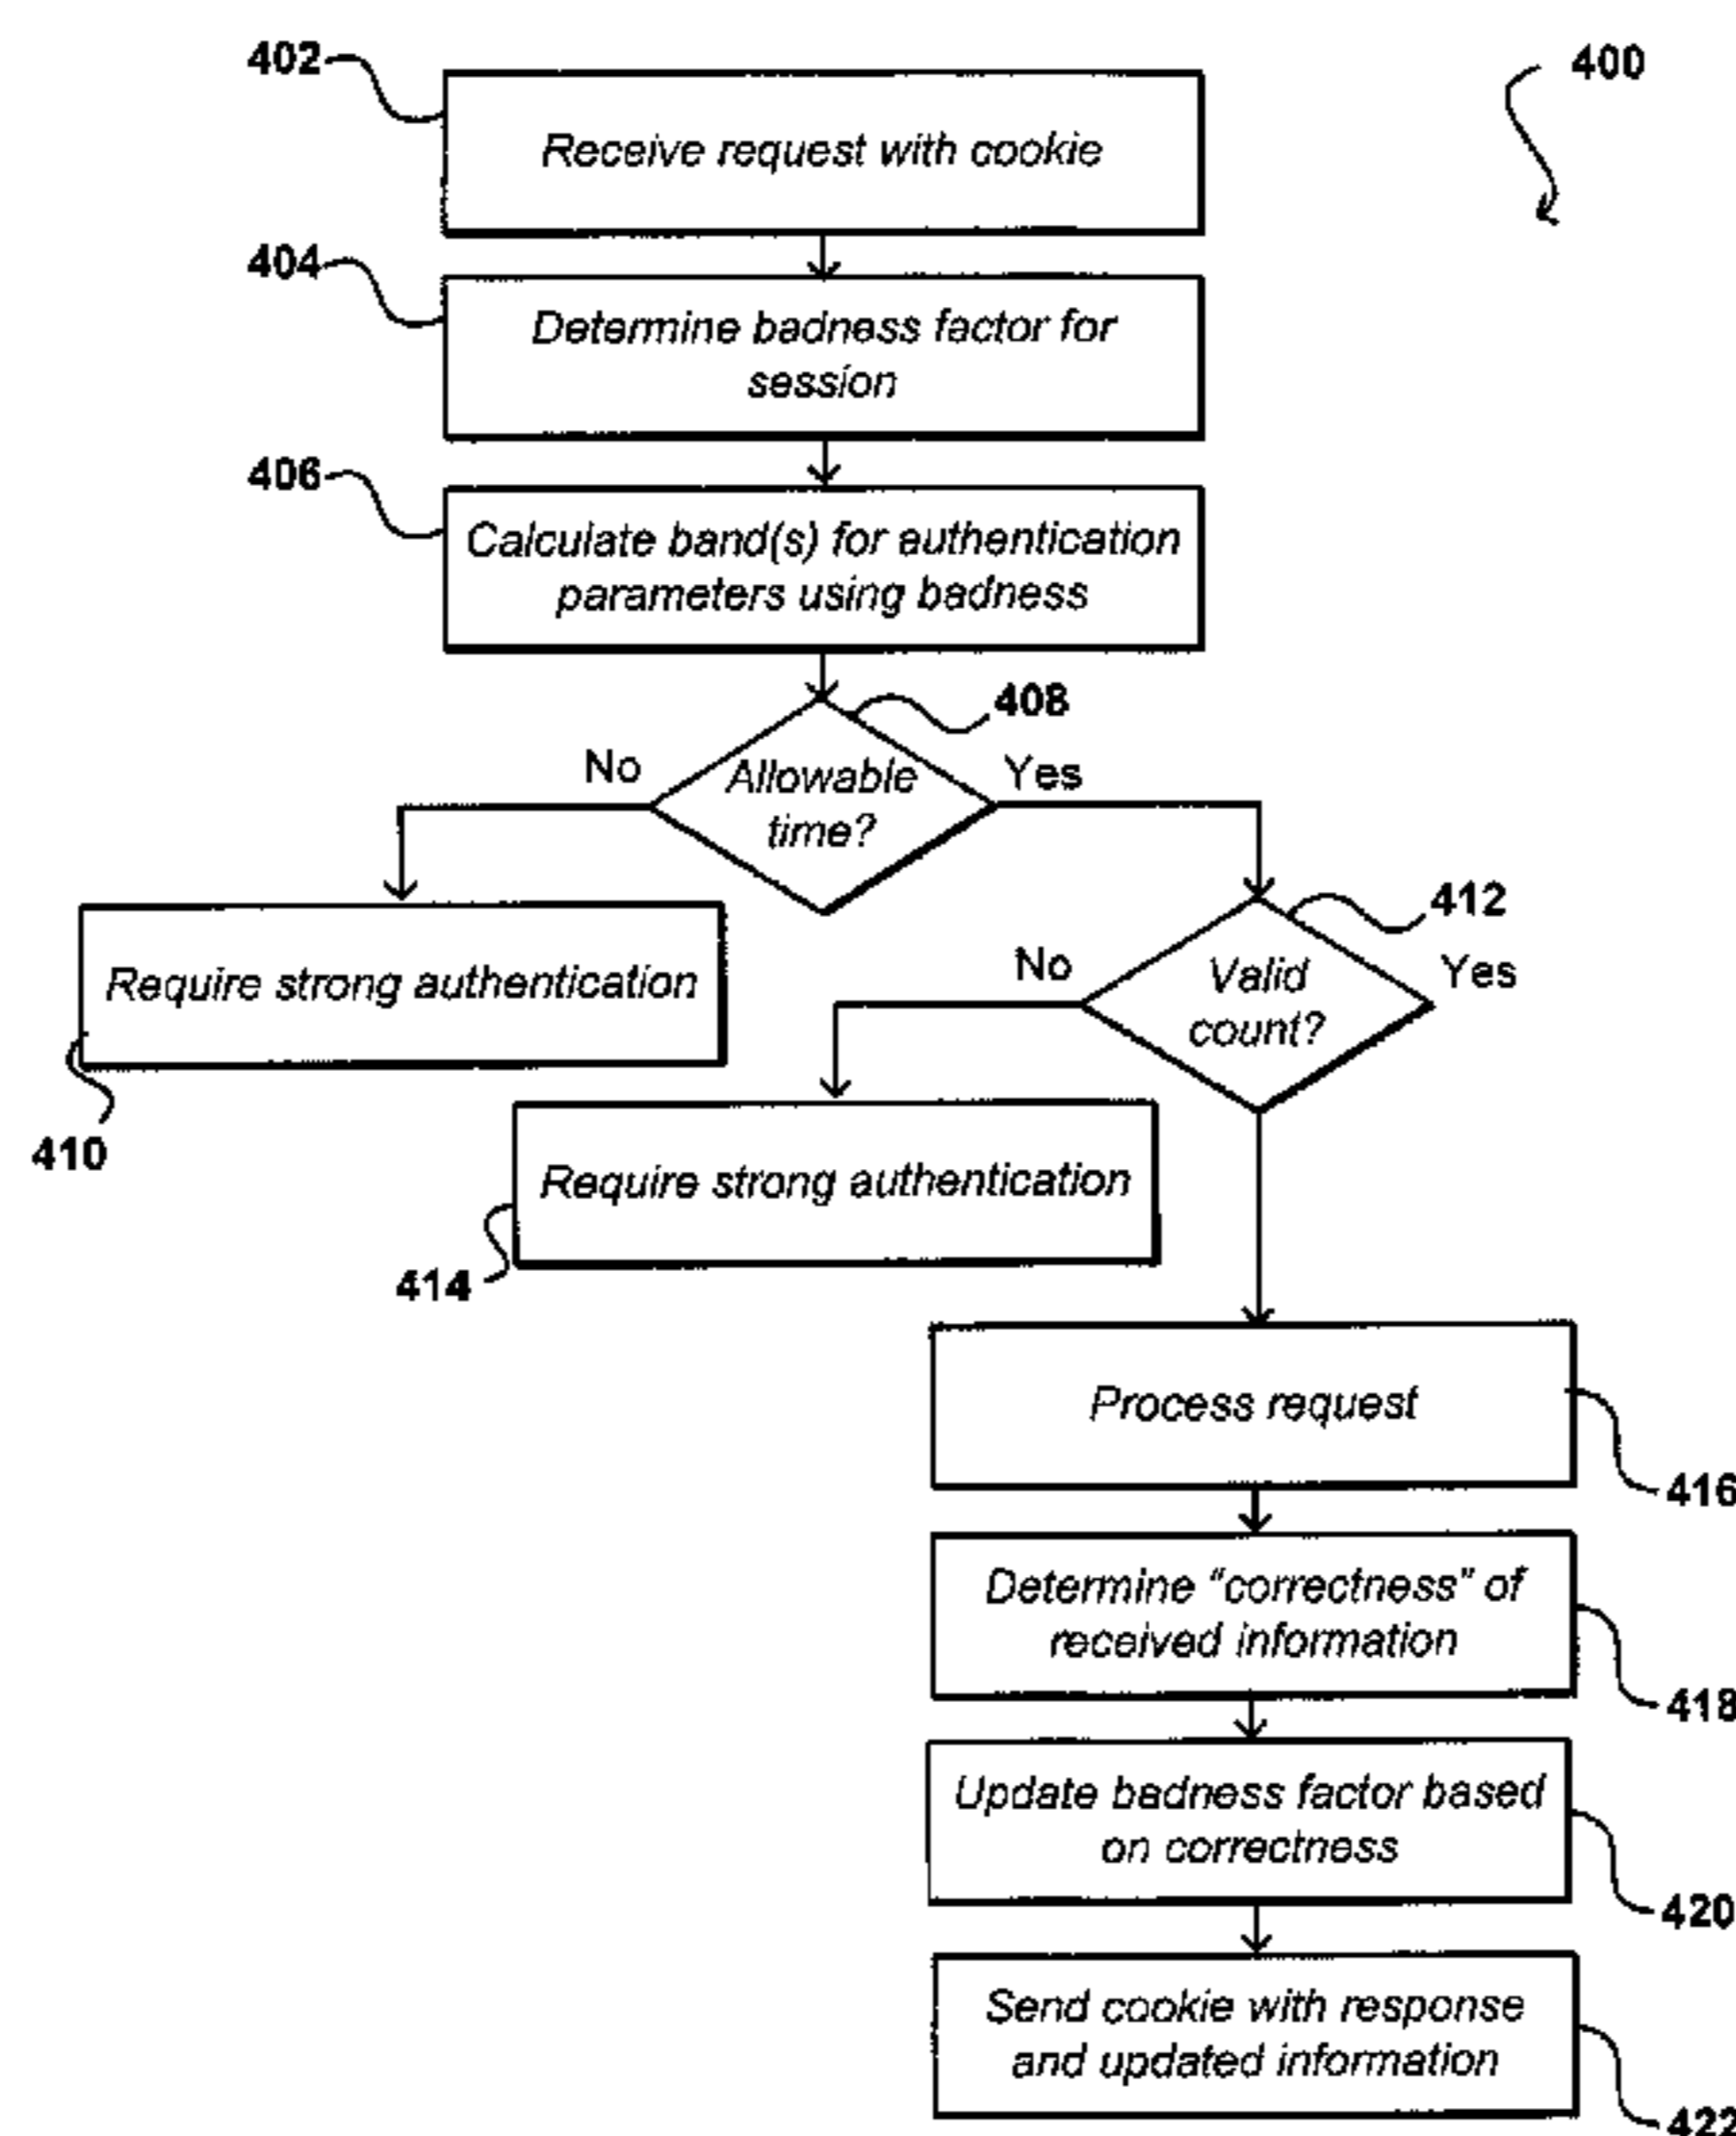 402
400
Receive request with cookie
404
Determine badness factor for
session
406
Calculate band(s) for authentication
parameters using badness
408
No
Allowable
time?
Yes
412
No
Valid
count?
Yes
Require strong authentication
410
Require strong authentication
414
Process request
416
Determine "correctness" of
received information
418
Update badness factor based
on correctness
420
Send cookie with response
and updated information
422